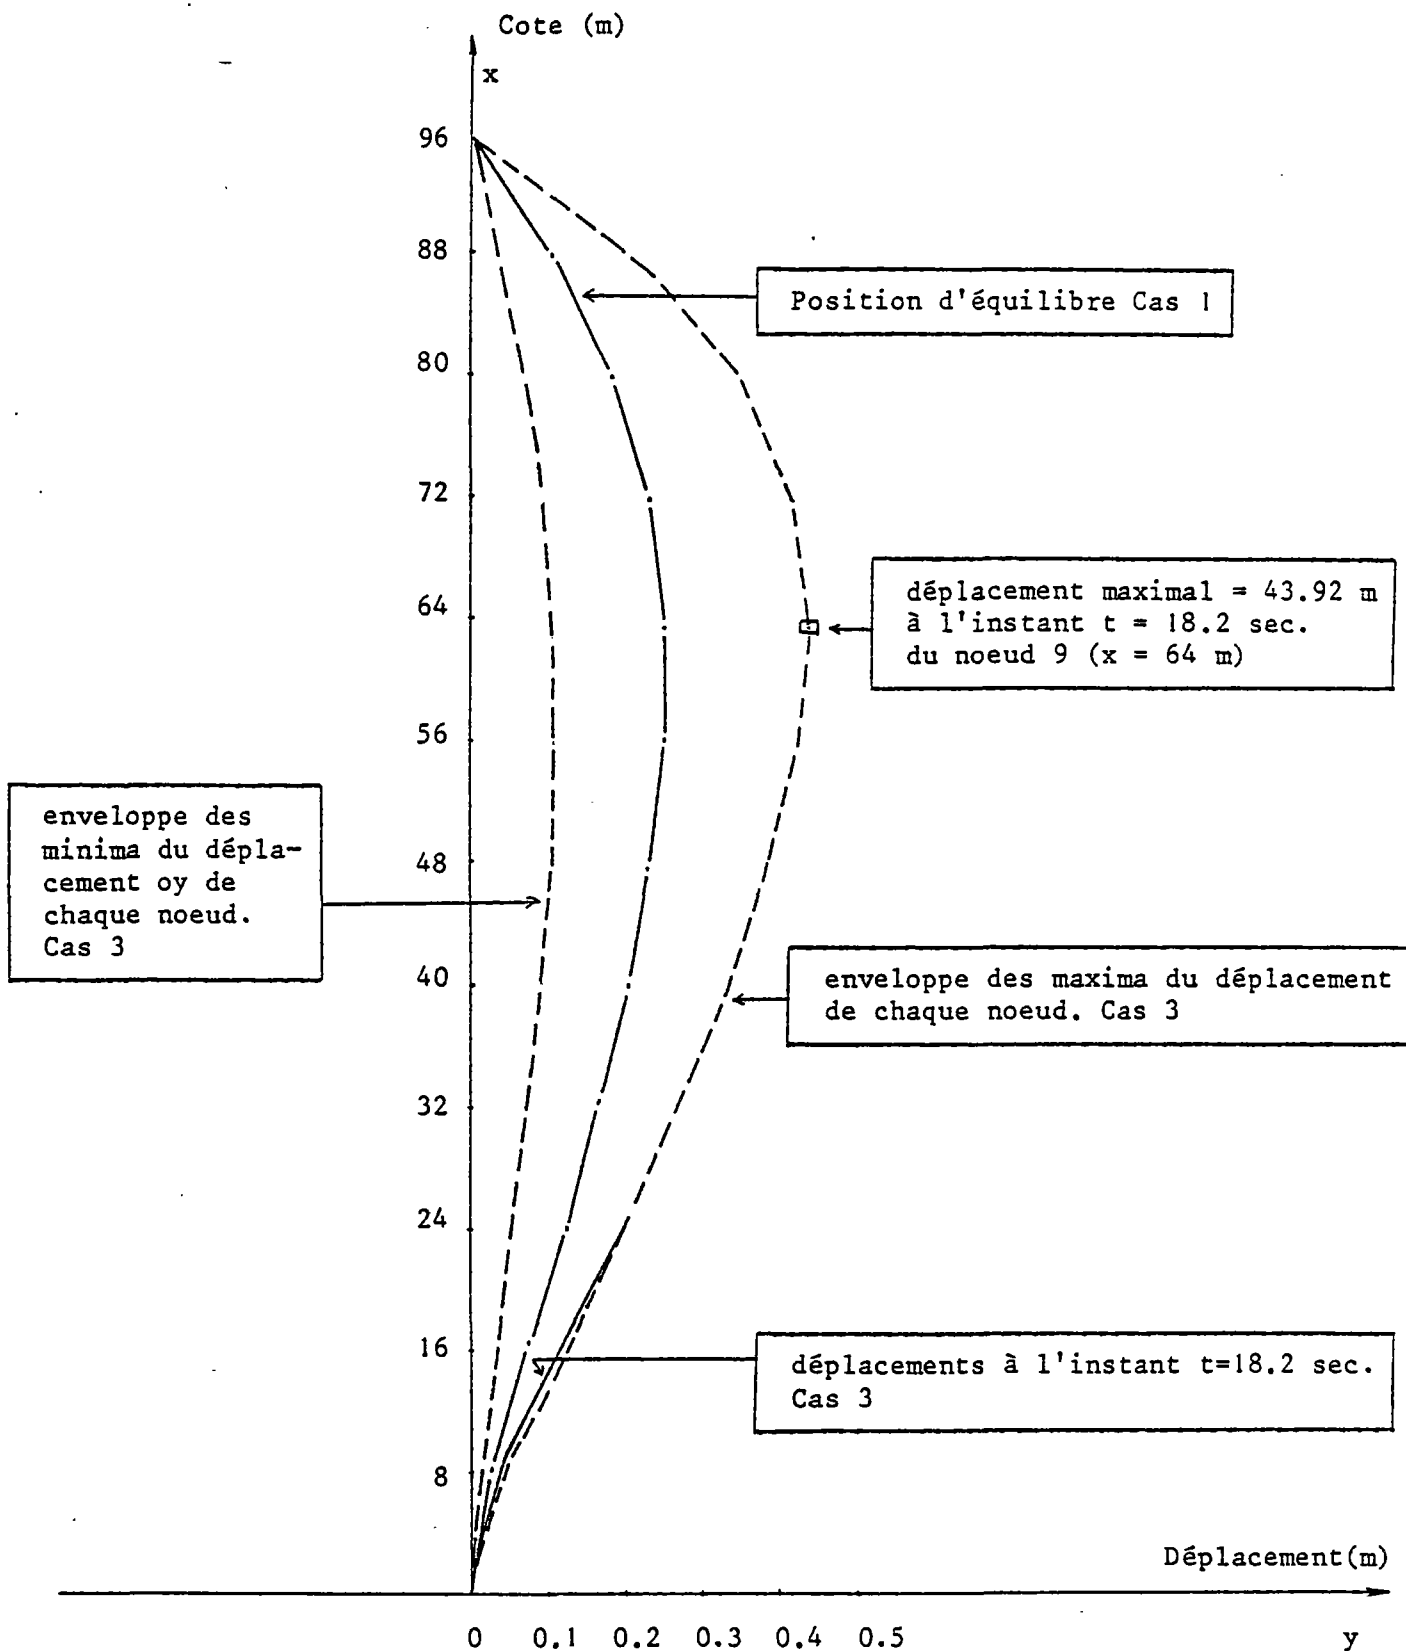 Cote (m)
x
96
88
Position d'équilibre Cas 1
80
72
64
déplacement maximal = 43.92 m
à l'instant t = 18.2 sec.
du noeud 9 (x = 64 m)
56
enveloppe des
minima du dépla-
cement oy de
chaque noeud.
Cas 3
48
40
enveloppe des maxima du déplacement
de chaque noeud. Cas 3
32
24
16
déplacements à l'instant t=18.2 sec.
Cas 3
8
Déplacement(m)
0 0.1 0.2 0.3 0.4 0.5 y